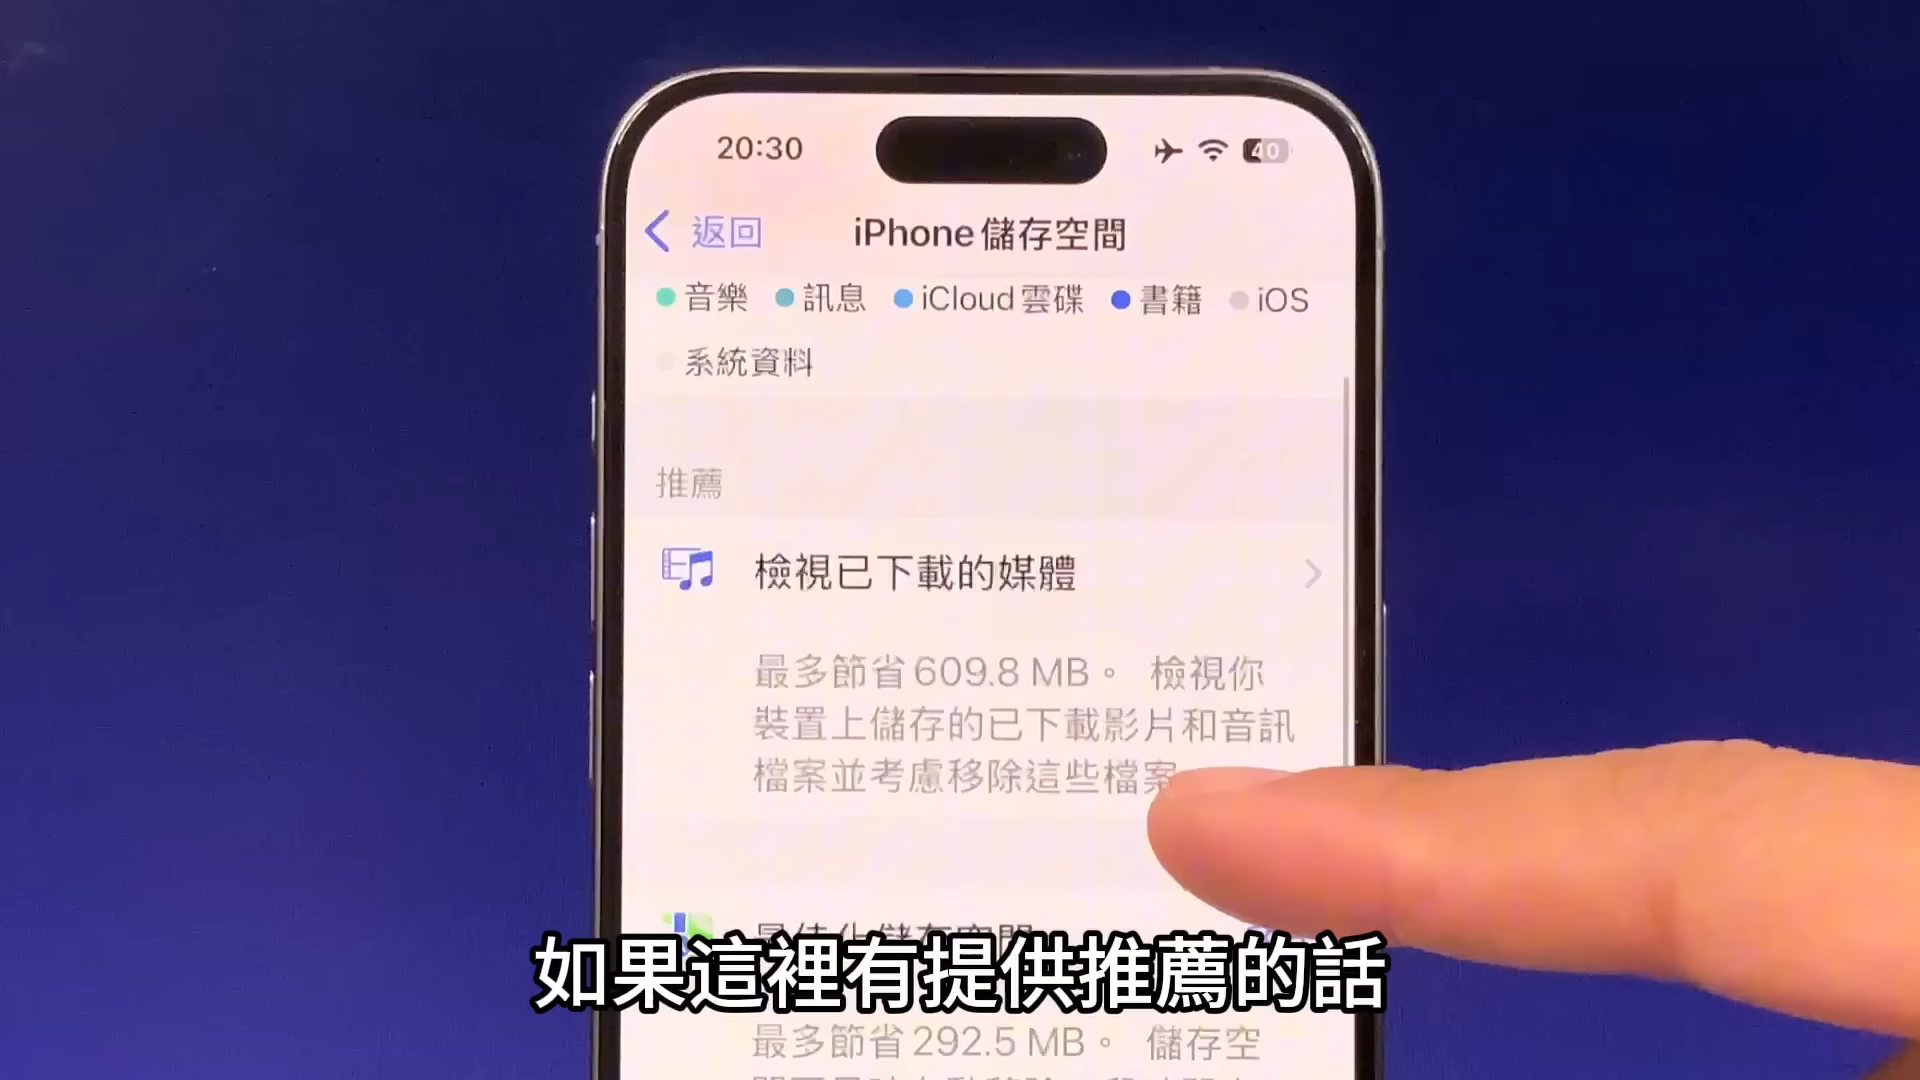 20:30
40
返回
iPhone儲存空間
音樂 訊息 iCloud雲碟 書籍 iOS
系統資料
推薦
檢視已下載的媒體
最多節省609.8 MB。 檢視你
裝置上儲存的已下載影片和音訊
檔案並考慮移除這些檔案
如果這裡有提供推薦的話
最多節省292.5 MB。 儲存空